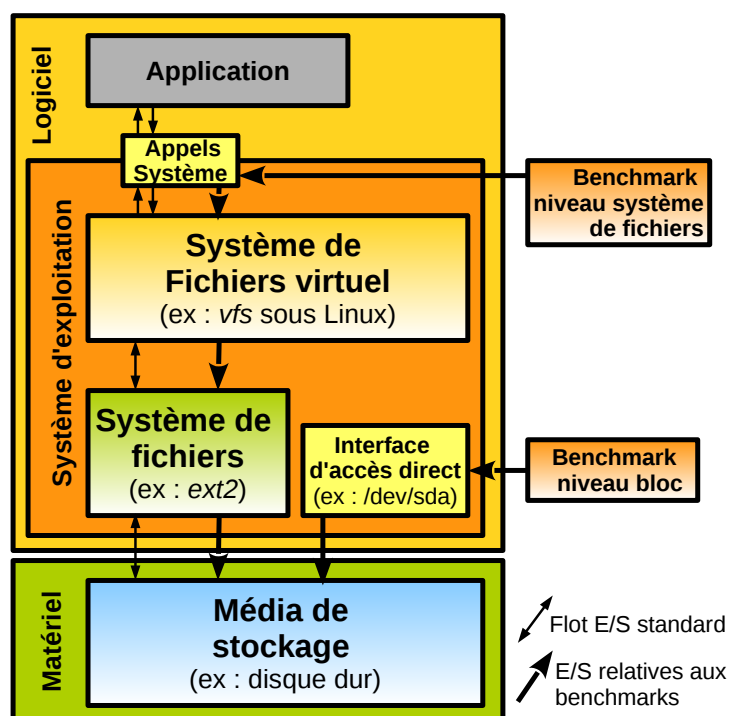 Logiciel
Application
Appels
Système
Benchmark
niveau système
de fichiers
Système d'exploitation
Système de
Fichiers virtuel
(ex : vfs sous Linux)
Système de
fichiers
(ex : ext2)
Interface
d'accès direct
(ex : /dev/sda)
Benchmark
niveau bloc
Matériel
Média de
stockage
(ex : disque dur)
Flot E/S standard
E/S relatives aux
benchmarks